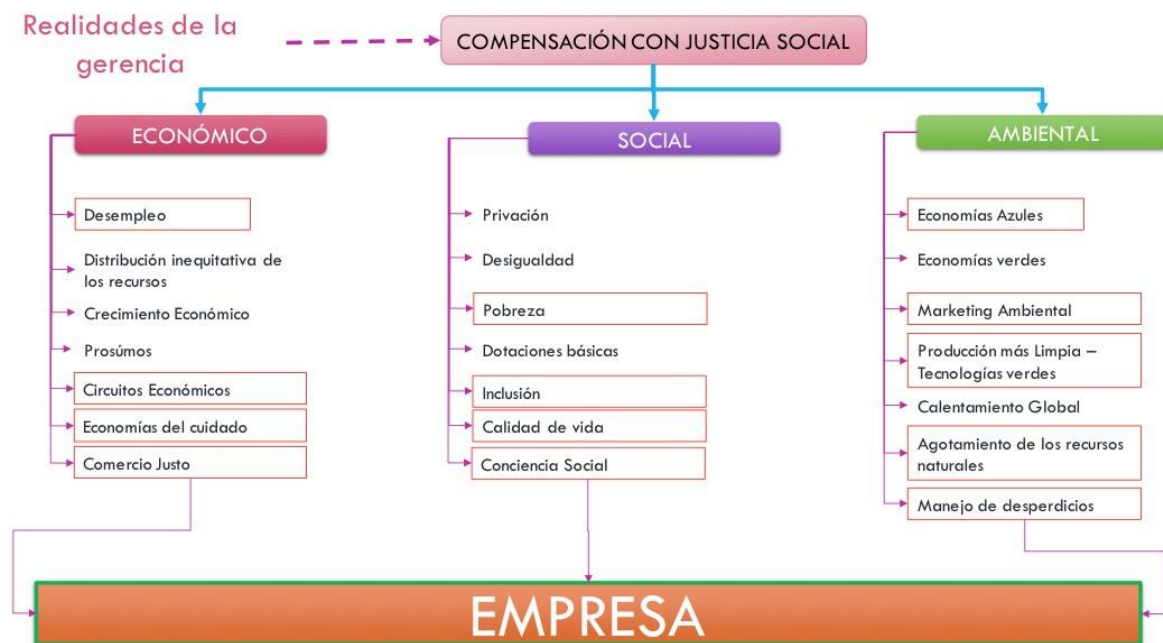 Realidades de la
gerencia
COMPENSACIÓN CON JUSTICIA SOCIAL
ECONÓMICO
Desempleo
Distribución inequitativa de
los recursos
Crecimiento Económico
Prosúmos
Circuitos Económicos
Economías del cuidado
Comercio Justo
SOCIAL
Privación
Desigualdad
Pobreza
Dotaciones básicas
Inclusión
Calidad de vida
Conciencia Social
AMBIENTAL
Economías Azules
Economías verdes
Marketing Ambiental
Producción más Limpia –
Tecnologías verdes
Calentamiento Global
Agotamiento de los recursos
naturales
Manejo de desperdicios
EMPRESA